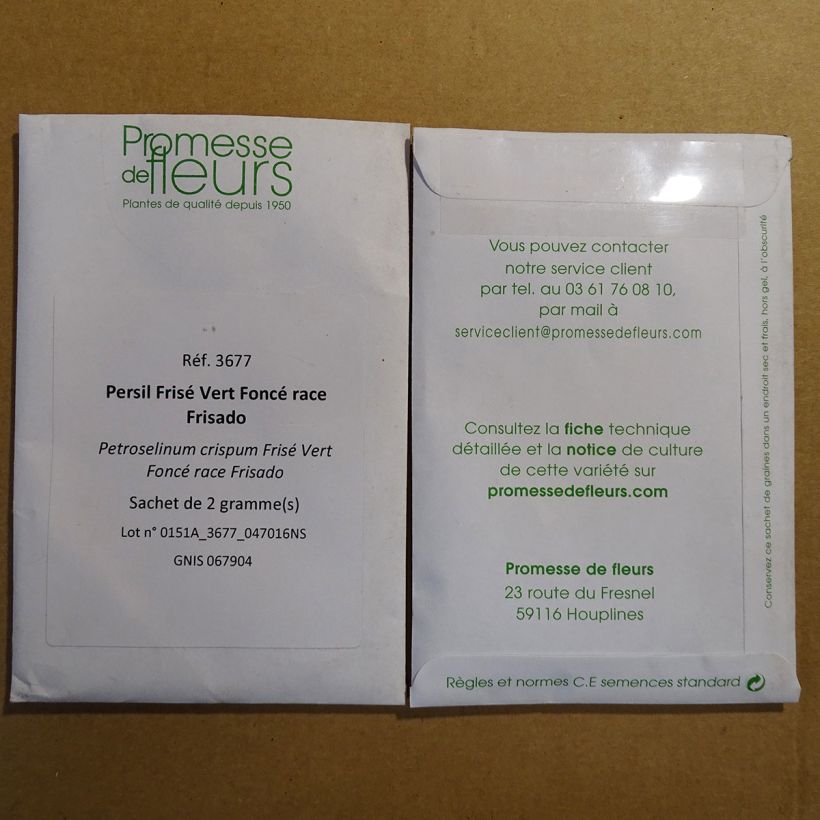 Promesse
de fleurs
Plantes de qualité depuis 1950
Réf. 3677
Persil Frisé Vert Foncé race
Frisado
Petroselinum crispum Frisé Vert
Foncé race Frisado
Sachet de 2 gramme(s)
Lot n° 0151A_3677_047016NS
GNIS 067904
Vous pouvez contacter
notre service client
par tel. au 03 61 76 08 10,
par mail à
serviceclient@promessedefleurs.com
Consultez la fiche technique
détaillée et la notice de culture
de cette variété sur
promessedefleurs.com
Promesse de fleurs
23 route du Fresnel
59116 Houplines
Règles et normes C.E semences standard
Conservez ce sachet de graines dans un endroit sec et frais, hors gel, à l'obscurité